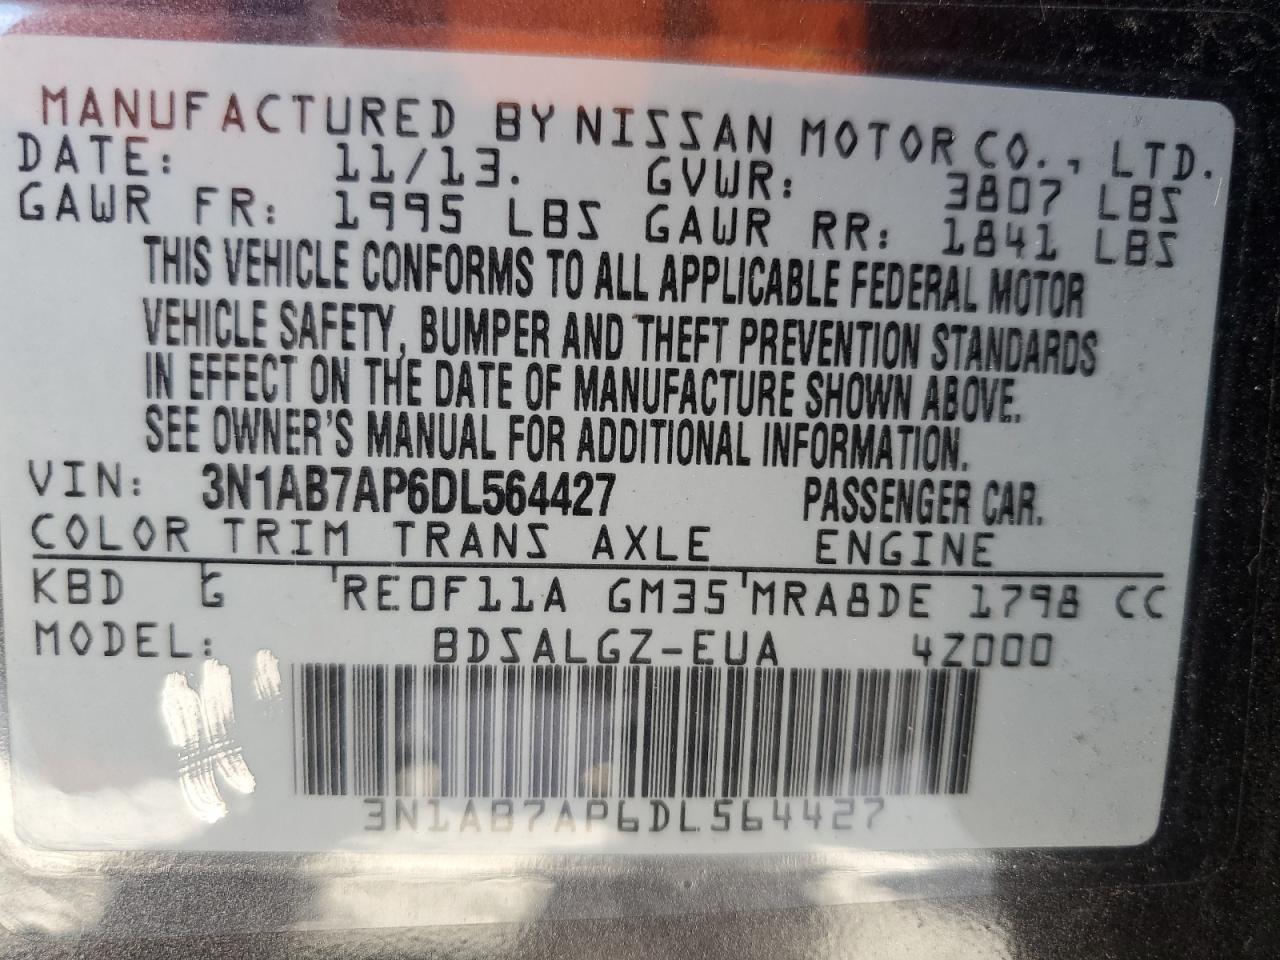 MANUFACTURED BY NISSAN MOTOR CO., LTD.
DATE: 11/13. GVWR: 3807 LBS
GAWR FR: 1995 LBS GAWR RR: 1841 LBS
THIS VEHICLE CONFORMS TO ALL APPLICABLE FEDERAL MOTOR
VEHICLE SAFETY, BUMPER AND THEFT PREVENTION STANDARDS
IN EFFECT ON THE DATE OF MANUFACTURE SHOWN ABOVE.
SEE OWNER'S MANUAL FOR ADDITIONAL INFORMATION.
VIN: 3N1AB7AP6DL564427 PASSENGER CAR.
COLOR TRIM TRANS AXLE ENGINE
KBD G RE0F11A GM35 MRA8DE 1798 CC
MODEL: BDSALGZ-EUA 4Z000
3N1AB7AP6DL564427